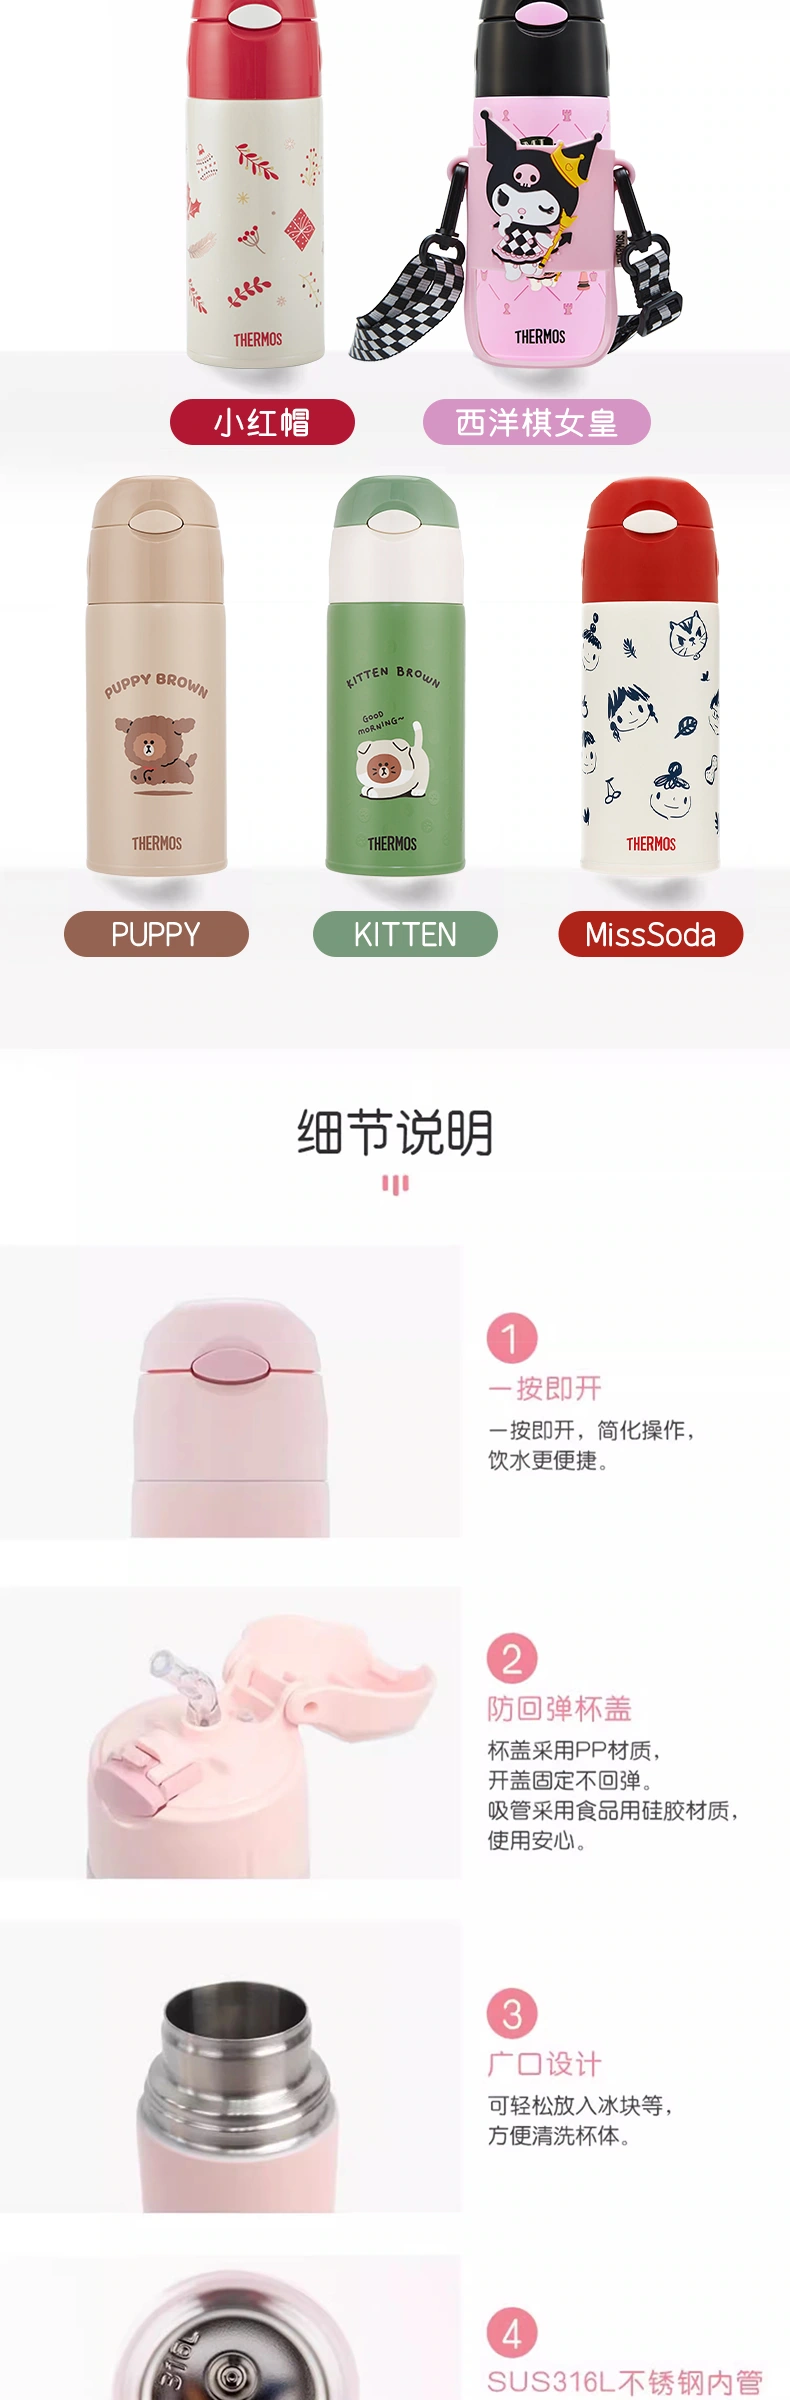 THERMOS
THERMOS
小红帽
西洋棋女皇
PUPPY BROWN
KITTEN BROWN
GOOD
MORNING~
THERMOS
THERMOS
THERMOS
PUPPY
KITTEN
MissSoda
细节说明
1
一按即开
一按即开，简化操作，
饮水更便捷。
2
防回弹杯盖
杯盖采用PP材质，
开盖固定不回弹。
吸管采用食品用硅胶材质，
使用安心。
3
广口设计
可轻松放入冰块等，
方便清洗杯体。
316L
4
SUS316L不锈钢内管